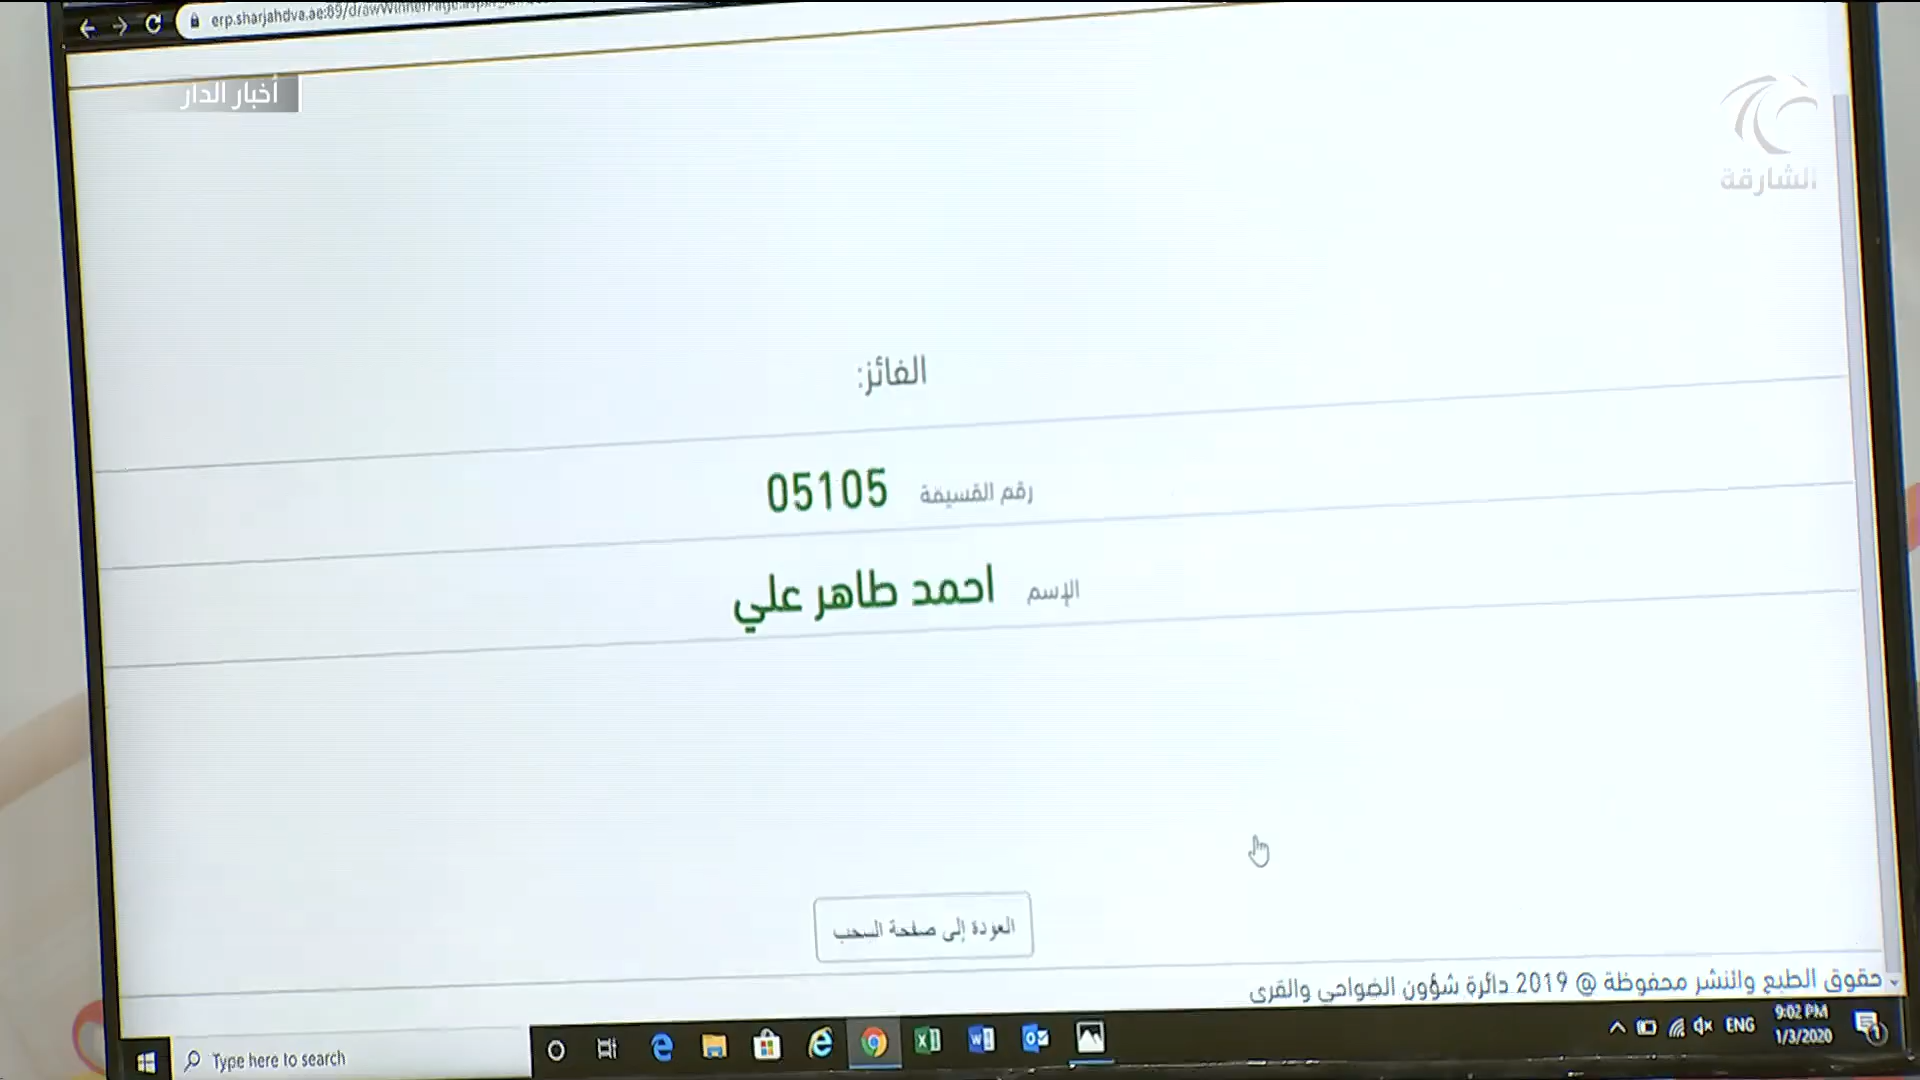 erp.sharjahdva.ae:89/drawWinnerPage.aspx
أخبار الدار
الشارقة
الفائز:
رقم القسيمة 05105
الإسم احمد طاهر علي
العودة إلى صفحة السحب
حقوق الطبع والنشر محفوظة @ 2019 دائرة شؤون الضواحي والقرى
Type here to search
ENG
9:02 PM
1/3/2020